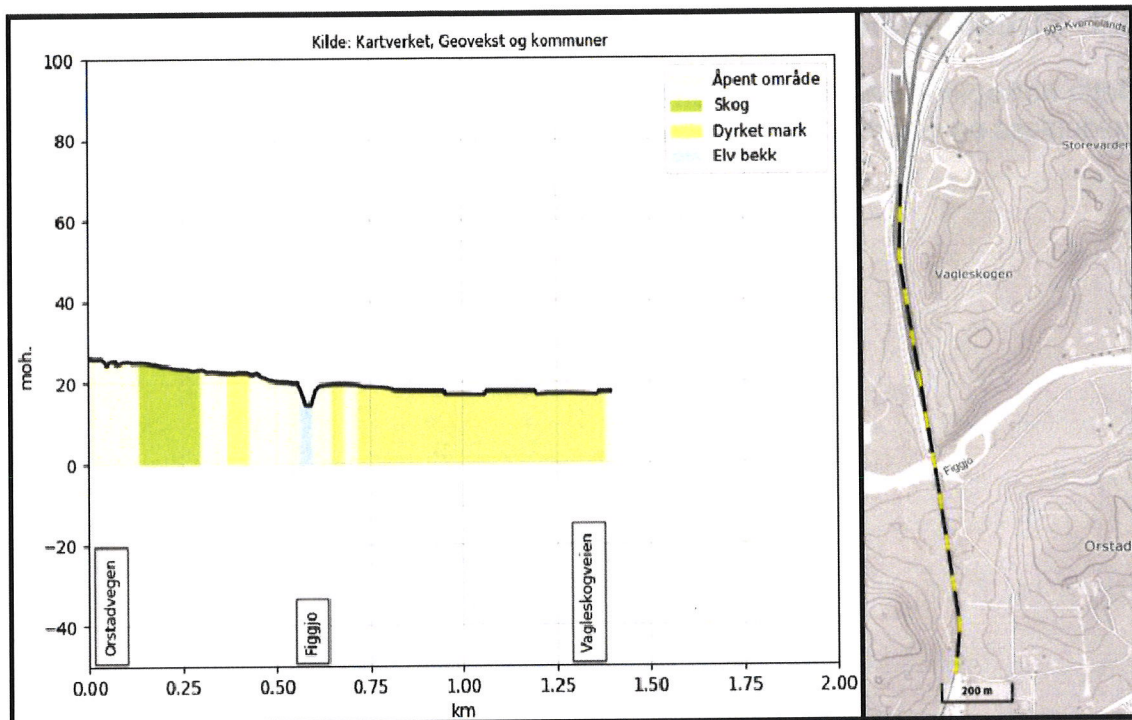 Kilde: Kartverket, Geovekst og kommuner
100
80
60
40
20
0
−20
−40
moh.
Åpent område
Skog
Dyrket mark
Elv bekk
Orstadvegen
Figgjo
Vagleskogveien
0.00
0.25
0.50
0.75
1.00
1.25
1.50
1.75
2.00
km
505 Kvernelands
Storevarden
Vagleskogen
Figgjo
Orstad
200 m